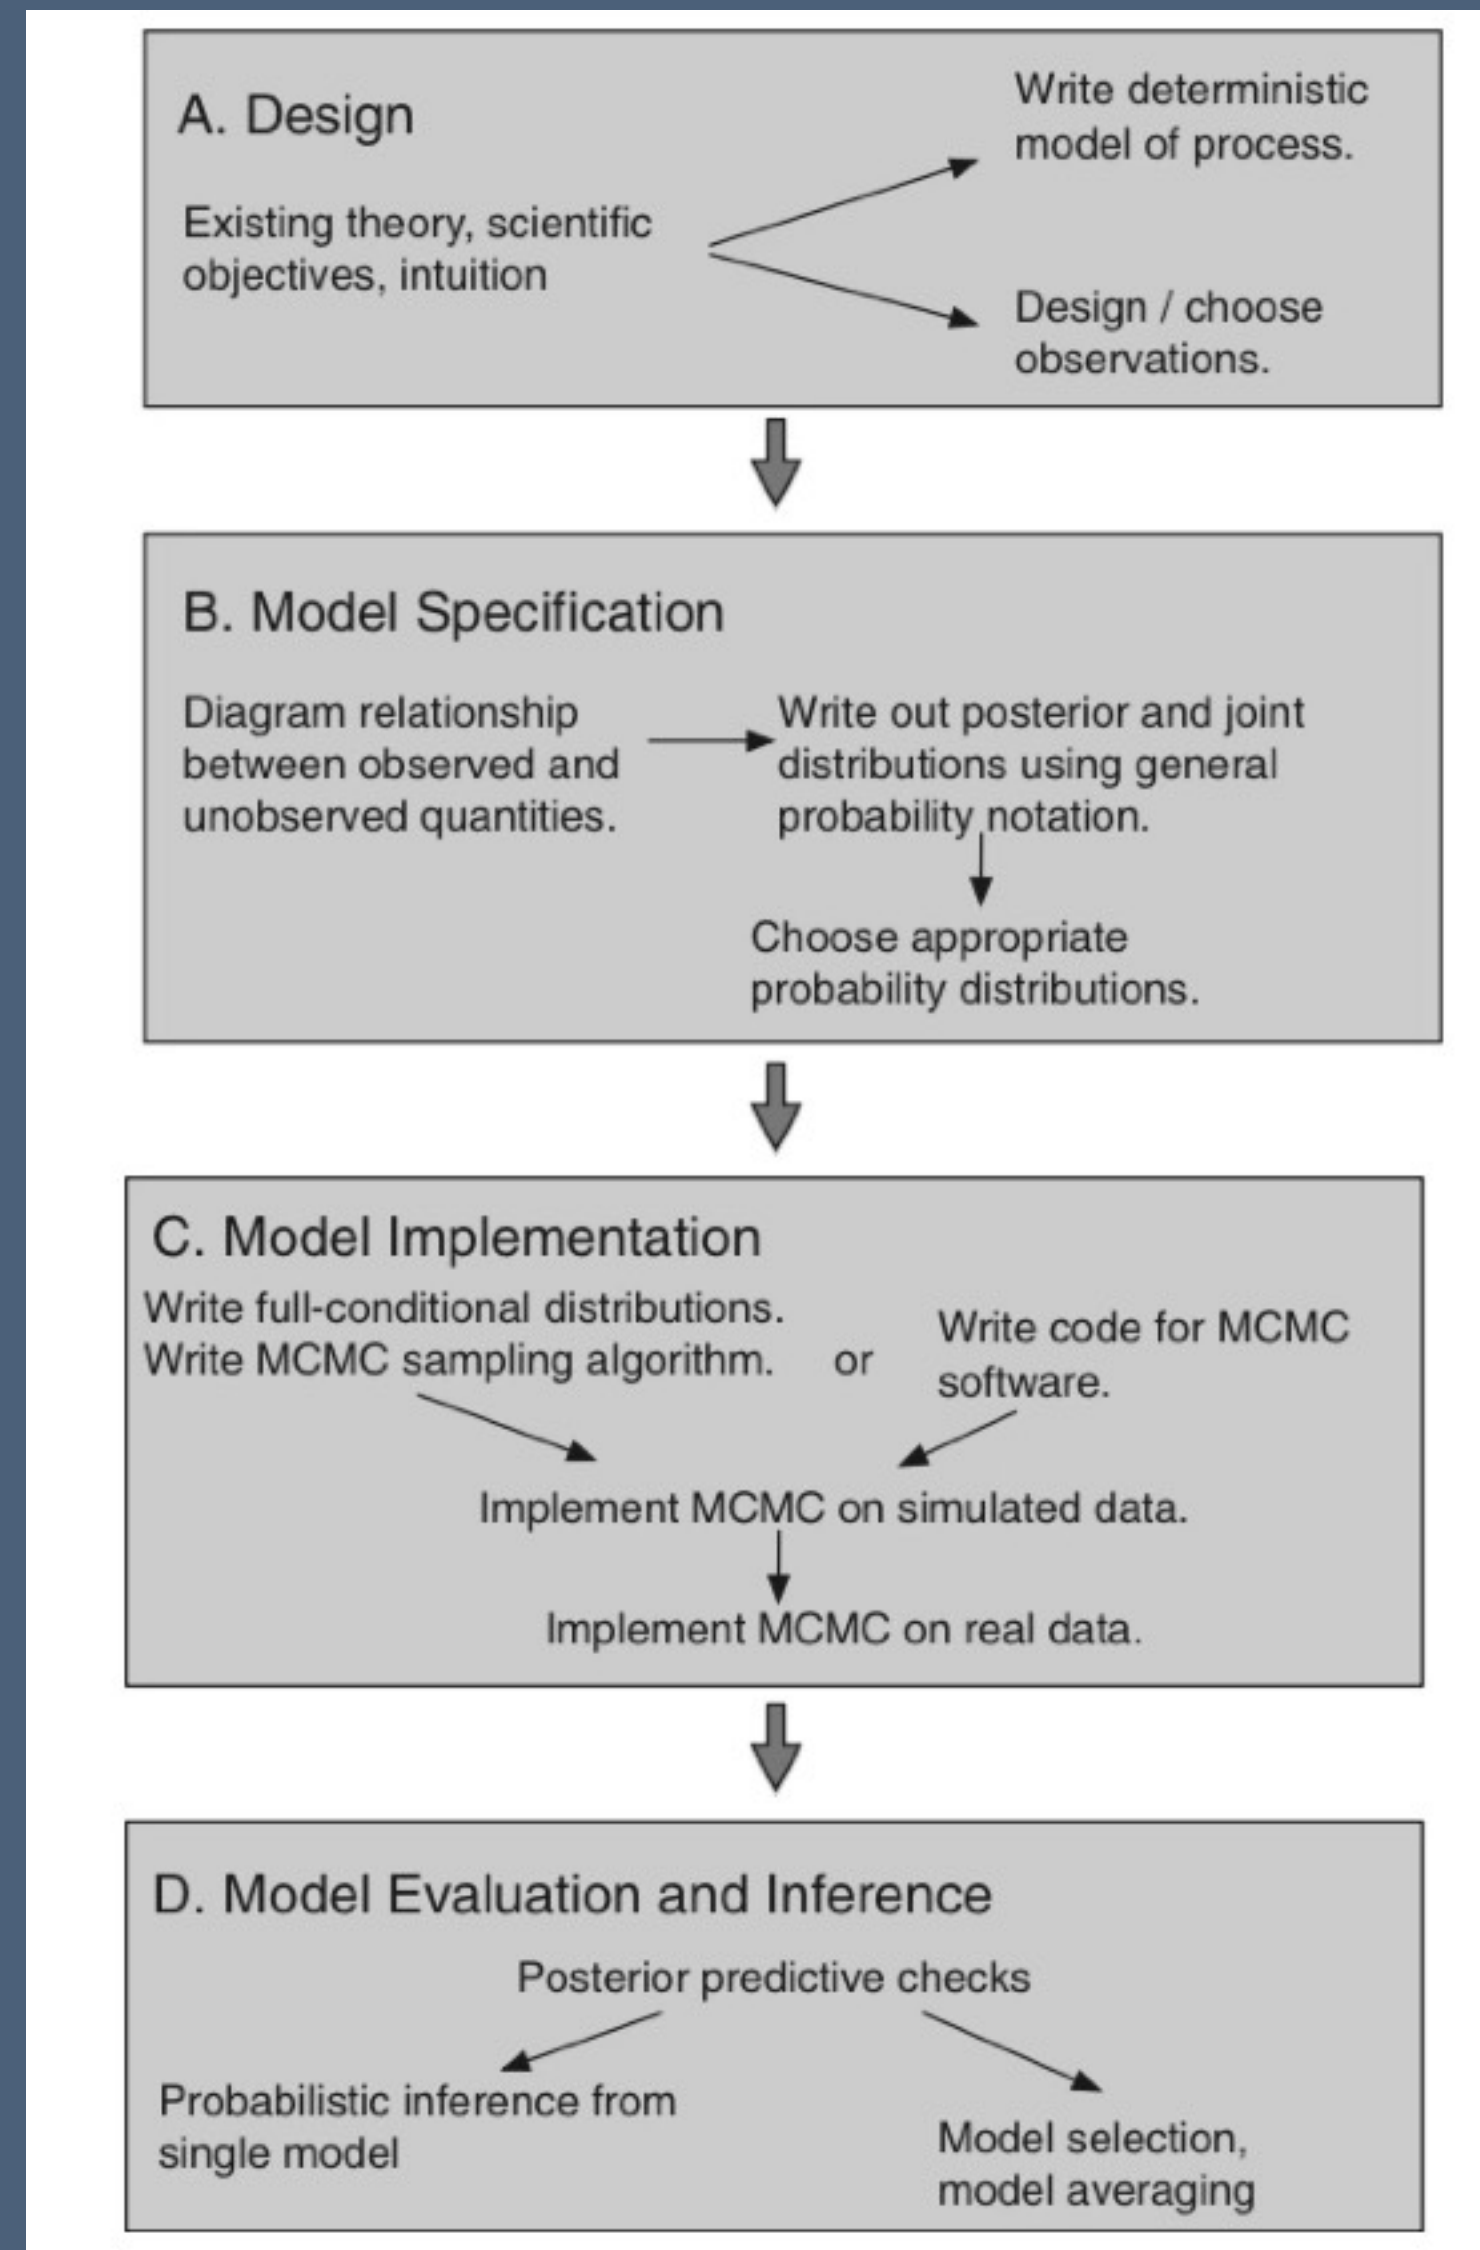 A. Design
Existing theory, scientific
objectives, intuition
Write deterministic
model of process.
Design / choose
observations.
B. Model Specification
Diagram relationship
between observed and
unobserved quantities.
Write out posterior and joint
distributions using general
probability notation.
Choose appropriate
probability distributions.
C. Model Implementation
Write full-conditional distributions.
Write MCMC sampling algorithm.
or
Write code for MCMC
software.
Implement MCMC on simulated data.
Implement MCMC on real data.
D. Model Evaluation and Inference
Posterior predictive checks
Probabilistic inference from
single model
Model selection,
model averaging